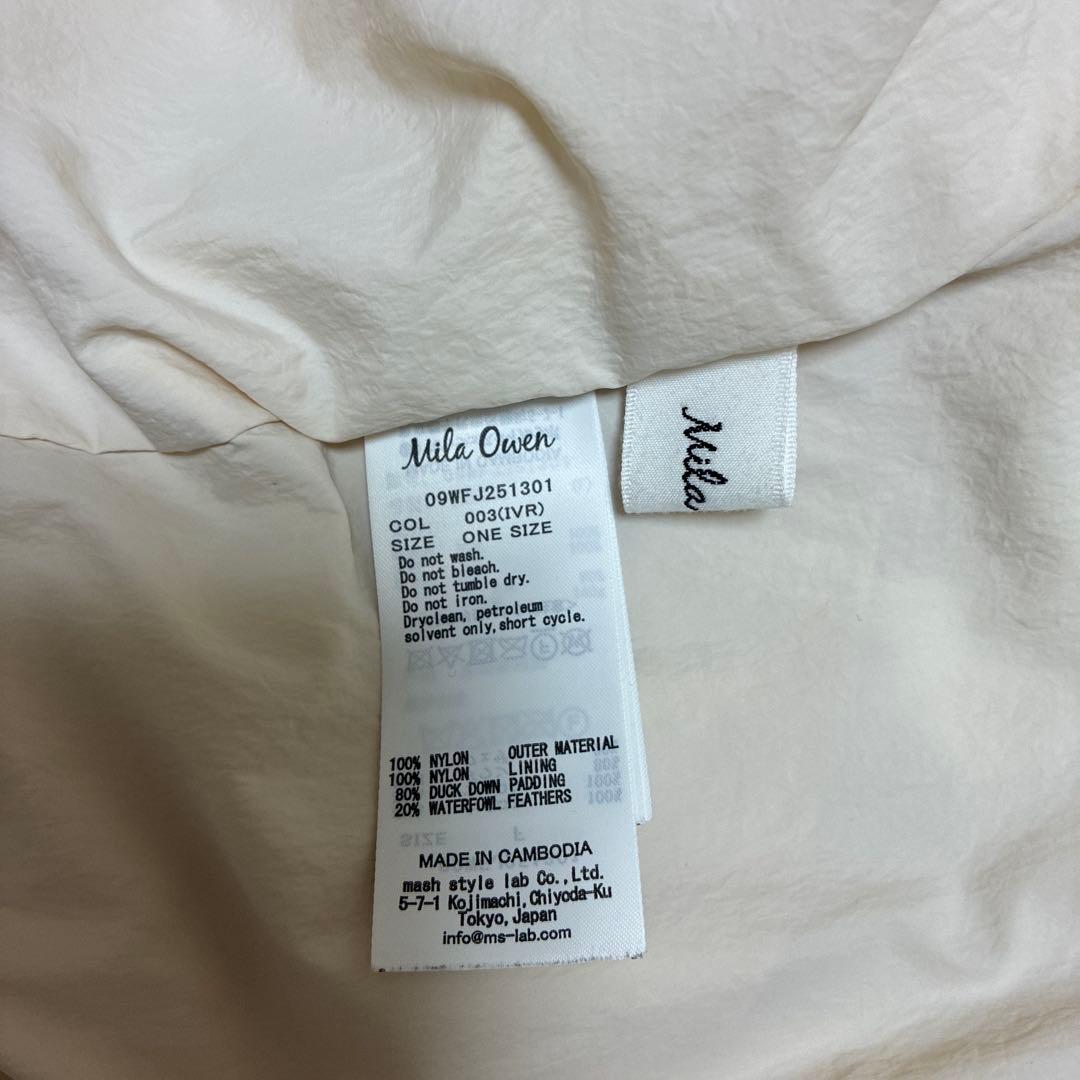 Mila Owen
09WFJ251301
COL 003(IVR)
SIZE ONE SIZE
Do not wash.
Do not bleach.
Do not tumble dry.
Do not iron.
Dryclean, petroleum
solvent only, short cycle.
100% NYLON OUTER MATERIAL
100% NYLON LINING
80% DUCK DOWN PADDING
20% WATERFOWL FEATHERS
MADE IN CAMBODIA
mash style lab Co.,Ltd.
5-7-1 Kojimachi,Chiyoda-Ku
Tokyo,Japan
info@ms-lab.com
Mila